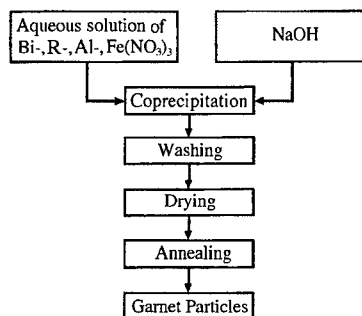 Aqueous solution of
Bi-, R-, Al-, Fe(NO₃)₃
NaOH
Coprecipitation
Washing
Drying
Annealing
Garnet Particles